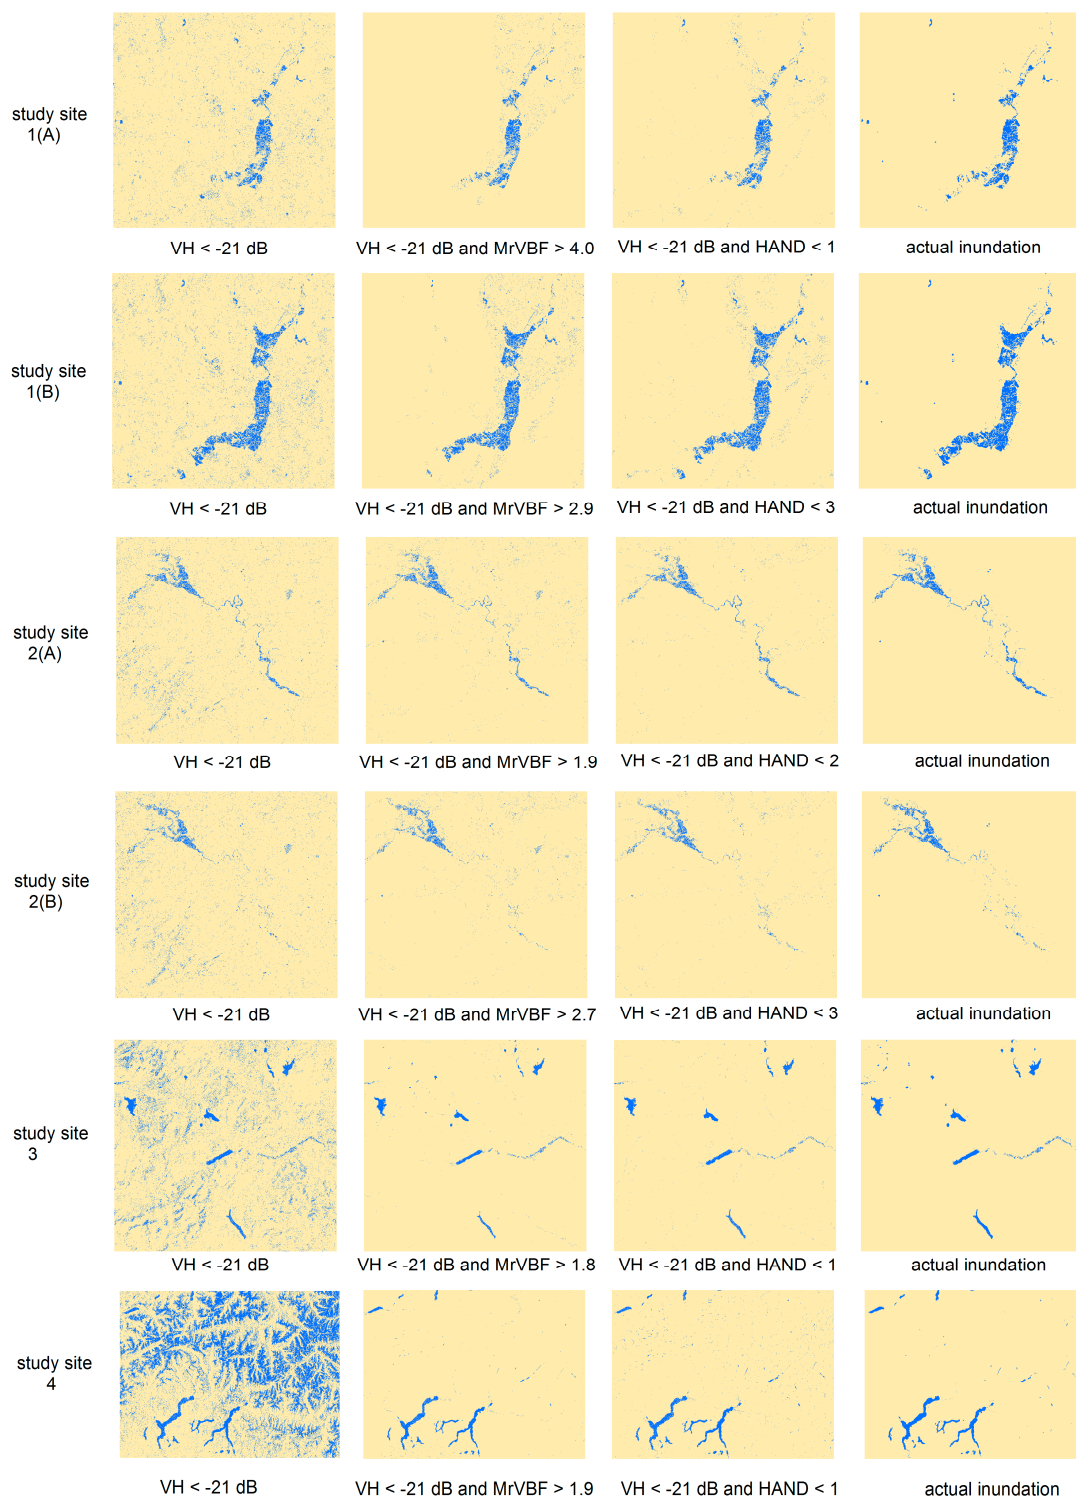 study site
1(A)
VH < -21 dB
VH < -21 dB and MrVBF > 4.0
VH < -21 dB and HAND < 1
actual inundation
study site
1(B)
VH < -21 dB
VH < -21 dB and MrVBF > 2.9
VH < -21 dB and HAND < 3
actual inundation
study site
2(A)
VH < -21 dB
VH < -21 dB and MrVBF > 1.9
VH < -21 dB and HAND < 2
actual inundation
study site
2(B)
VH < -21 dB
VH < -21 dB and MrVBF > 2.7
VH < -21 dB and HAND < 3
actual inundation
study site
3
VH < -21 dB
VH < -21 dB and MrVBF > 1.8
VH < -21 dB and HAND < 1
actual inundation
study site
4
VH < -21 dB
VH < -21 dB and MrVBF > 1.9
VH < -21 dB and HAND < 1
actual inundation